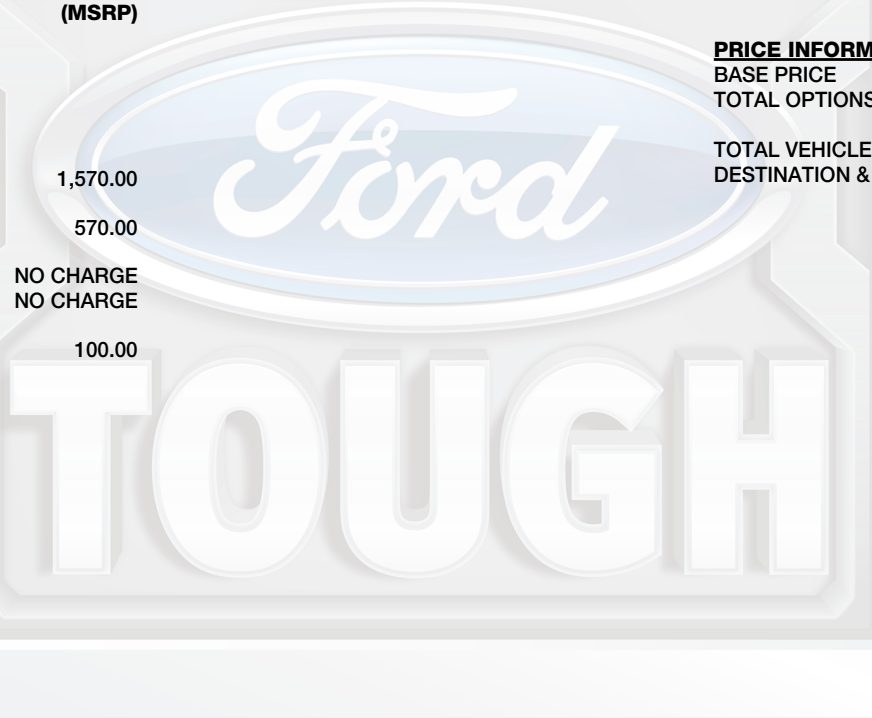 (MSRP)
1,570.00
570.00
NO CHARGE
NO CHARGE
100.00
PRICE INFORM
BASE PRICE
TOTAL OPTIONS
TOTAL VEHICLE
DESTINATION &
Ford
TOUGH